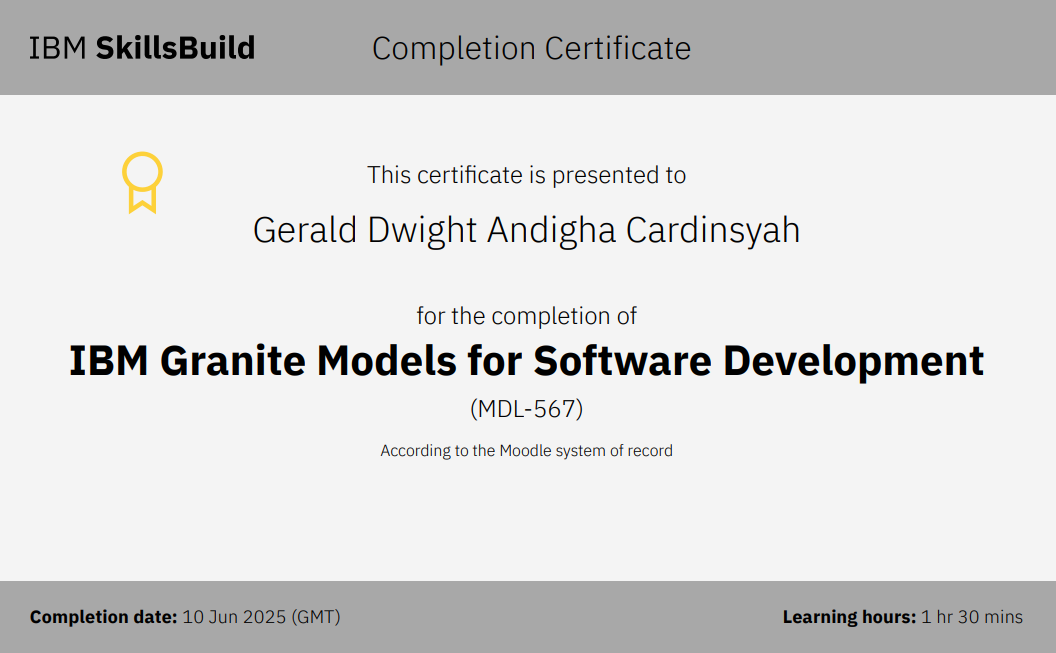 IBM SkillsBuild
Completion Certificate
This certificate is presented to
Gerald Dwight Andigha Cardinsyah
for the completion of
IBM Granite Models for Software Development
(MDL-567)
According to the Moodle system of record
Completion date: 10 Jun 2025 (GMT)
Learning hours: 1 hr 30 mins